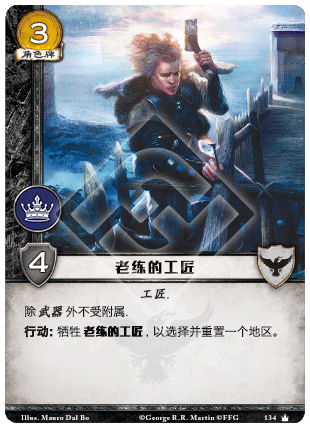 3
角色牌
4
老练的工匠
工匠.
除 武器 外不受附属.
行动: 牺牲 老练的工匠, 以选择并重置一个地区。
Illus. Mauro Dal Bo ©George R.R. Martin ©FFG 134